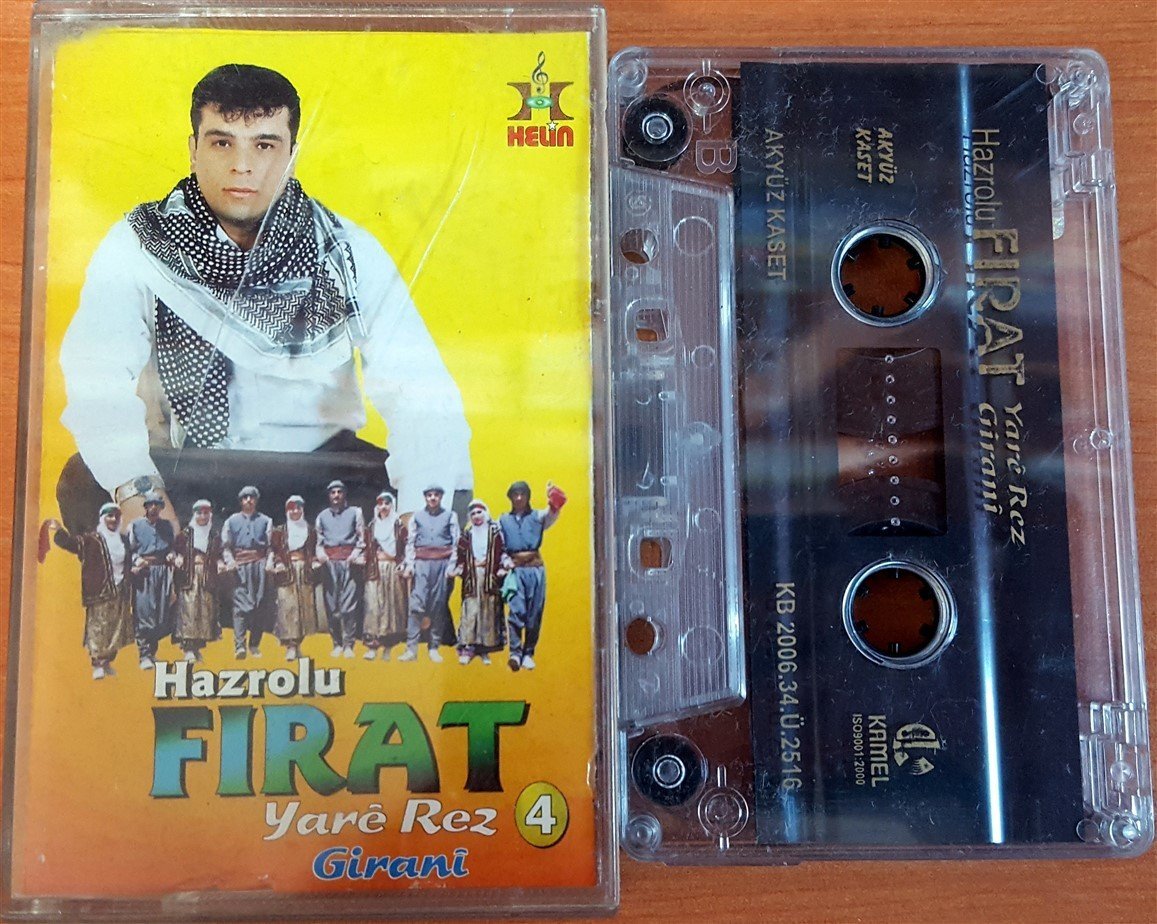 HELiN
Hazrolu
FIRAT
Yarê Rez 4
Giranî
B
AKYÜZ KASET
AKYÜZ
KASET
Hazrolu FIRAT Yarê Rez
Giranî
KB 2006.34.Ü.2516
KAMEL
ISO9001:2000